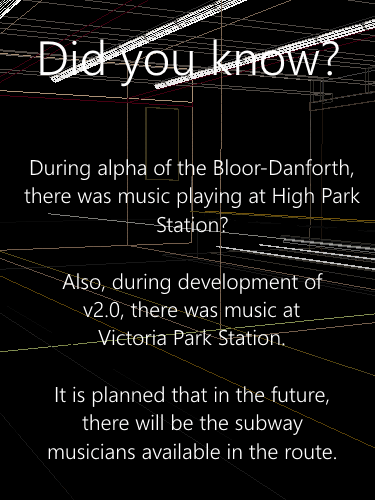 Did you know?
During alpha of the Bloor-Danforth,
there was music playing at High Park
Station?
Also, during development of
v2.0, there was music at
Victoria Park Station.
It is planned that in the future,
there will be the subway
musicians available in the route.